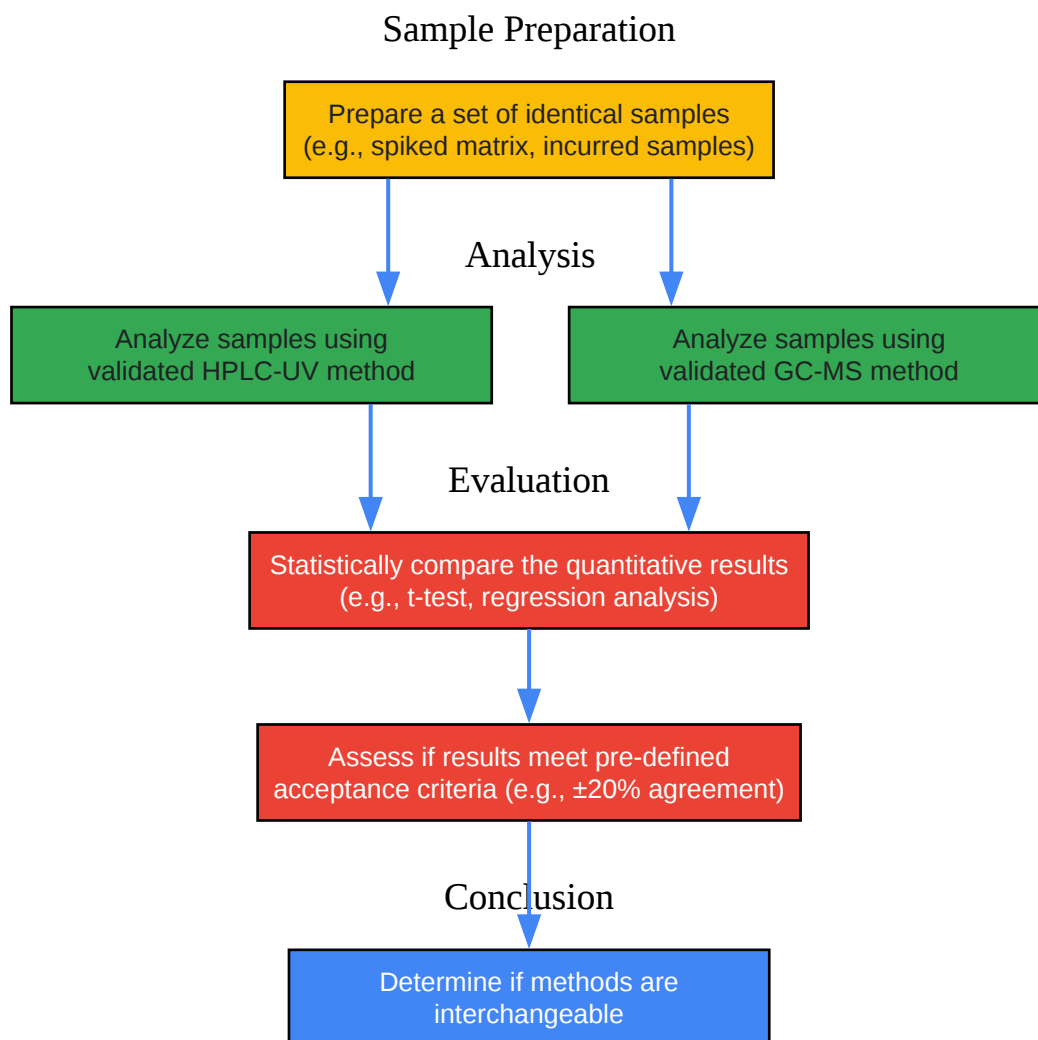 Sample Preparation
Prepare a set of identical samples
(e.g., spiked matrix, incurred samples)
Analysis
Analyze samples using
validated HPLC-UV method
Analyze samples using
validated GC-MS method
Evaluation
Statistically compare the quantitative results
(e.g., t-test, regression analysis)
Assess if results meet pre-defined
acceptance criteria (e.g., ±20% agreement)
Conclusion
Determine if methods are
interchangeable